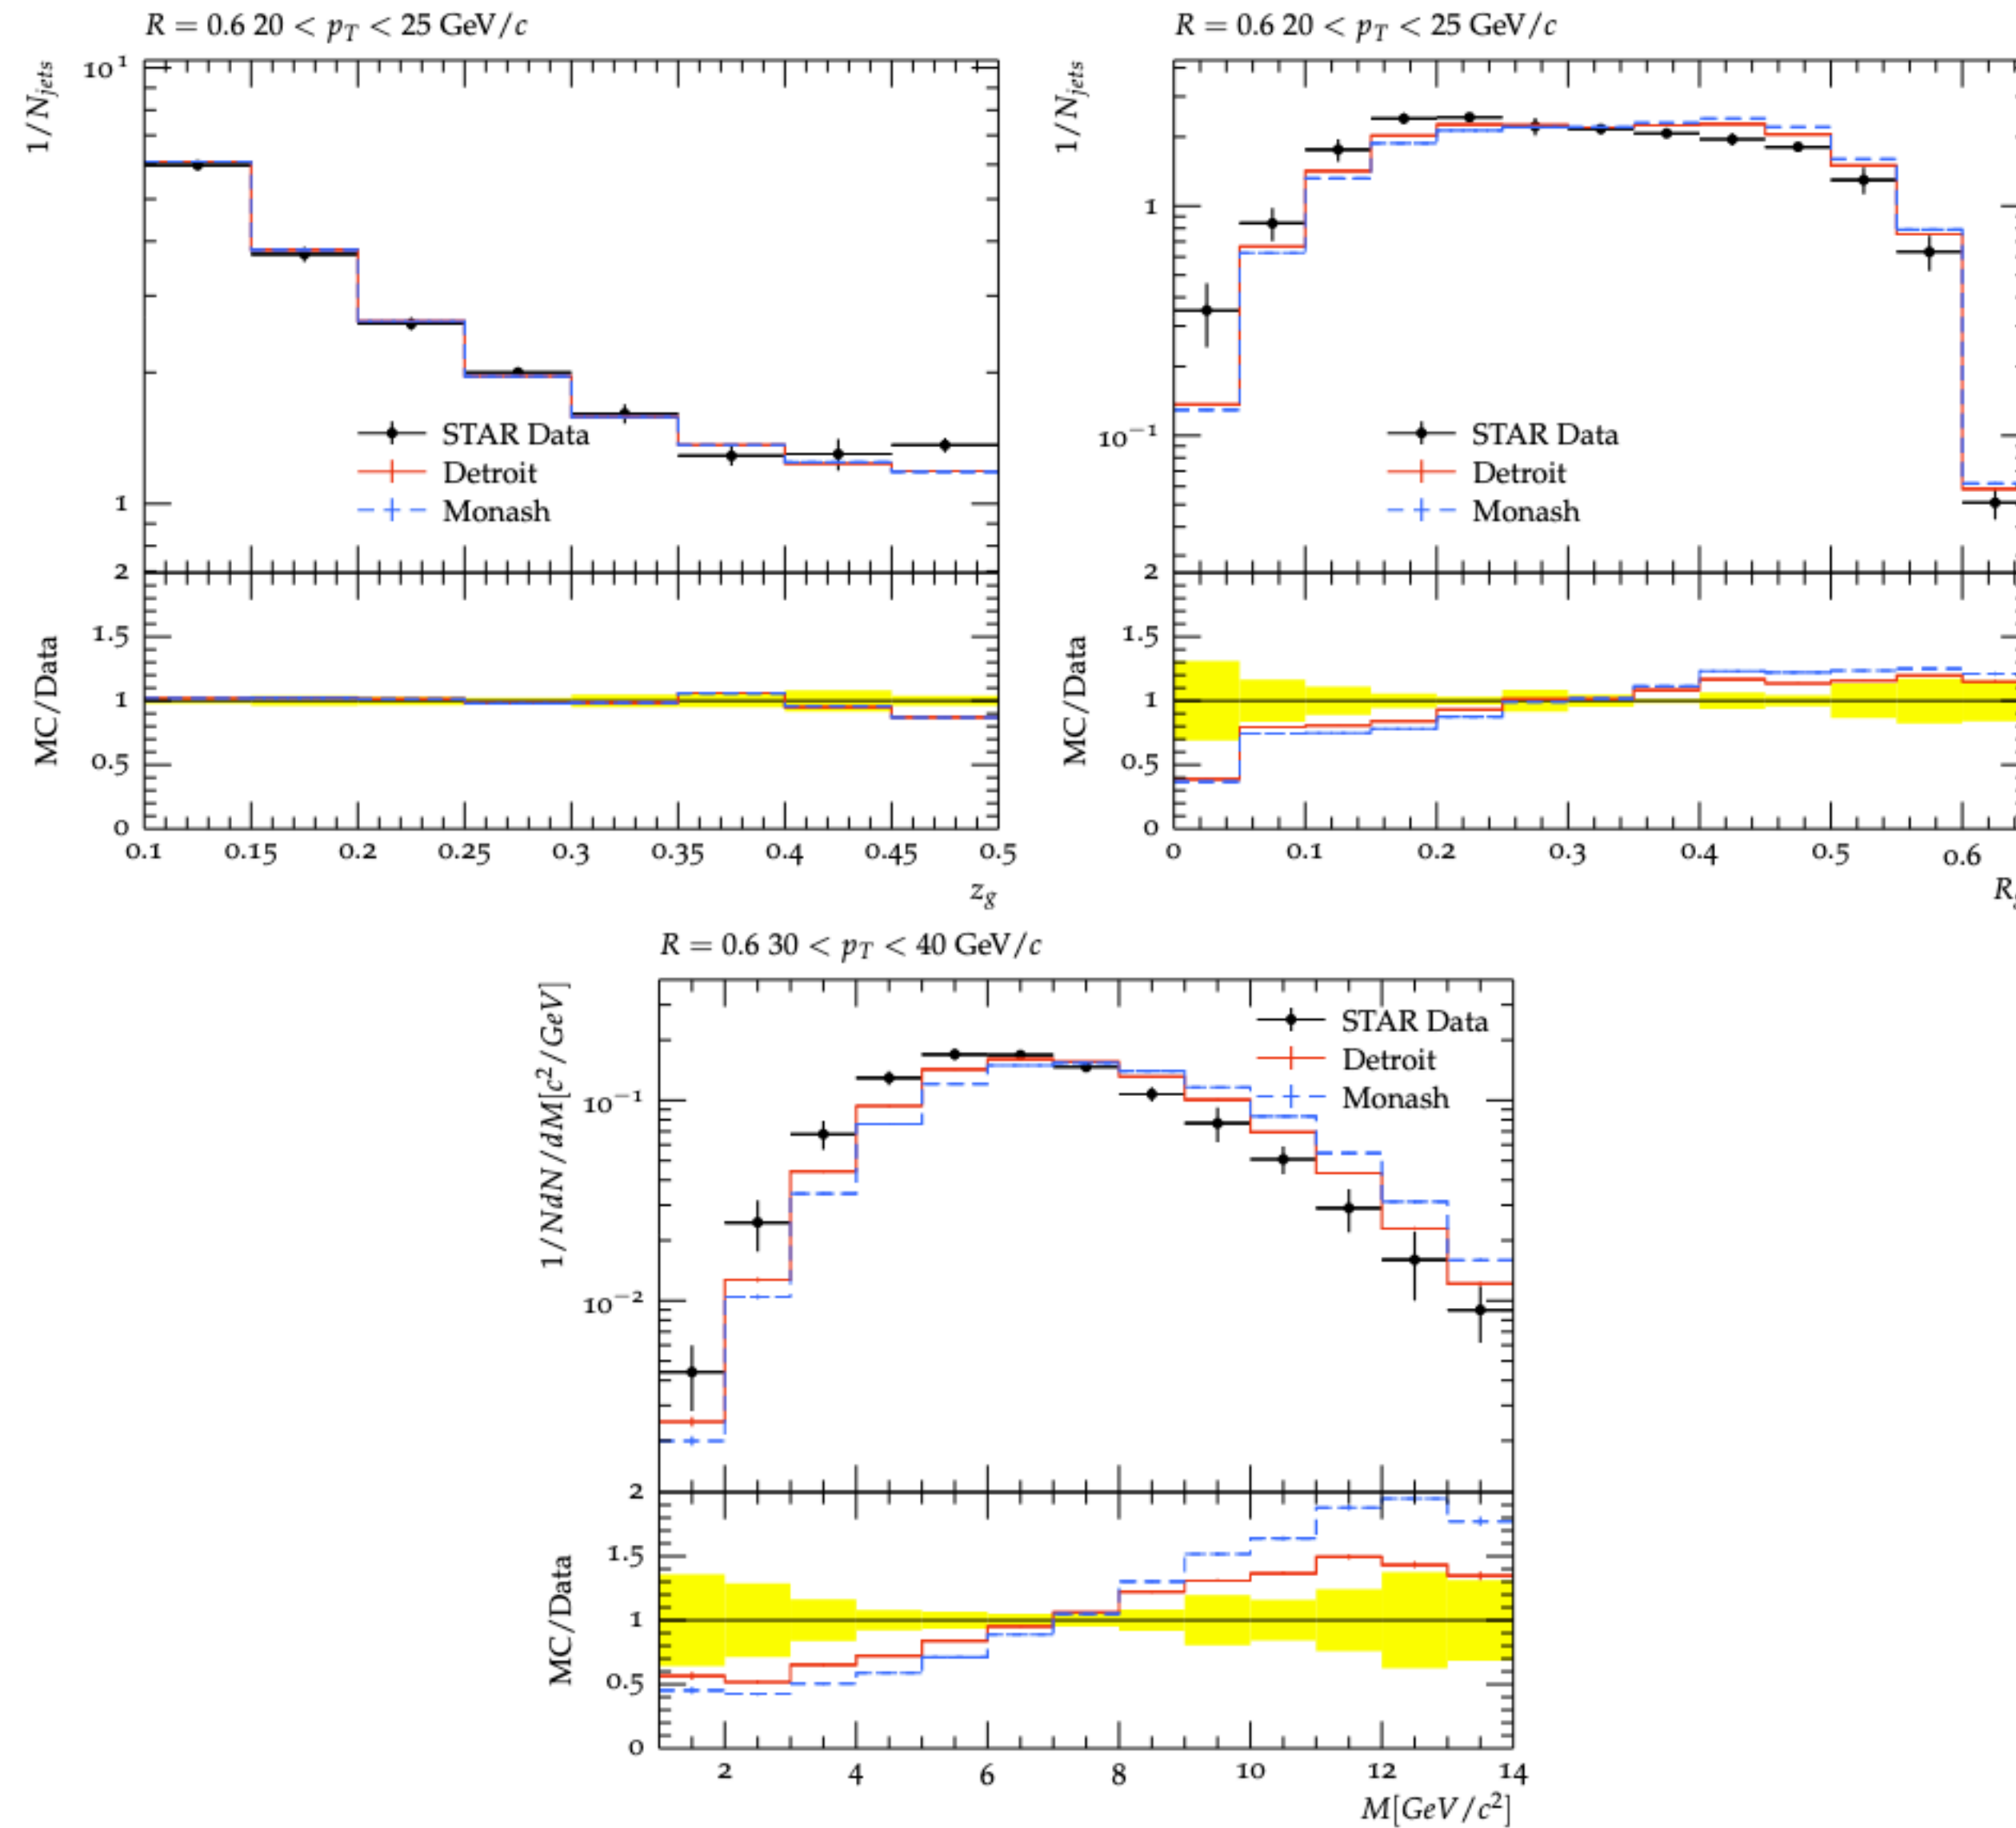 R = 0.6 20 < p_T < 25 GeV/c
1/N_jets
10^1
1
STAR Data
Detroit
Monash
MC/Data
2
1.5
1
0.5
0
0.1 0.15 0.2 0.25 0.3 0.35 0.4 0.45 0.5
z_g
R = 0.6 20 < p_T < 25 GeV/c
1/N_jets
1
10^−1
STAR Data
Detroit
Monash
MC/Data
2
1.5
1
0.5
0
0 0.1 0.2 0.3 0.4 0.5 0.6
R
R = 0.6 30 < p_T < 40 GeV/c
1/NdN/dM[c^2/GeV]
10^−1
10^−2
STAR Data
Detroit
Monash
MC/Data
2
1.5
1
0.5
0
2 4 6 8 10 12 14
M[GeV/c^2]